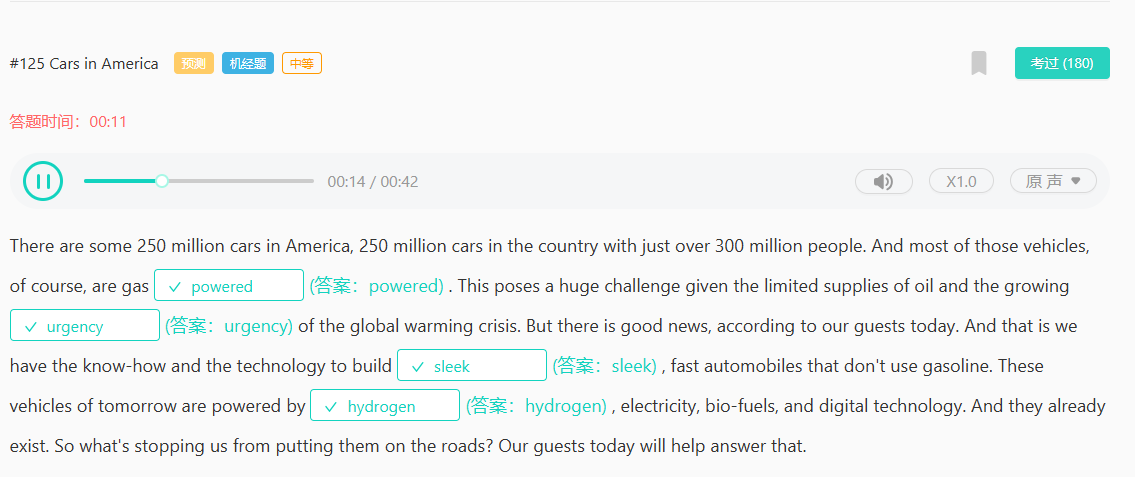 #125 Cars in America 预测 机经题 中等 考过 (180)
答题时间：00:11
00:14 / 00:42 X1.0 原 声
There are some 250 million cars in America, 250 million cars in the country with just over 300 million people. And most of those vehicles,
of course, are gas powered (答案：powered) . This poses a huge challenge given the limited supplies of oil and the growing
urgency (答案：urgency) of the global warming crisis. But there is good news, according to our guests today. And that is we
have the know-how and the technology to build sleek (答案：sleek) , fast automobiles that don't use gasoline. These
vehicles of tomorrow are powered by hydrogen (答案：hydrogen) , electricity, bio-fuels, and digital technology. And they already
exist. So what's stopping us from putting them on the roads? Our guests today will help answer that.